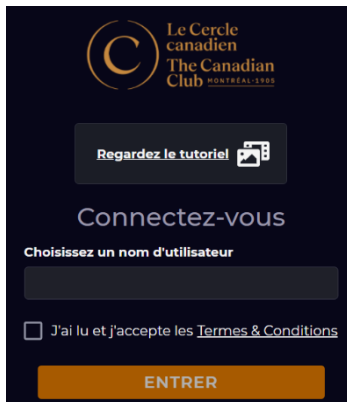 Le Cercle
canadien
The Canadian
Club MONTRÉAL-1905
Regardez le tutoriel
Connectez-vous
Choisissez un nom d'utilisateur
J'ai lu et j'accepte les Termes & Conditions
ENTRER